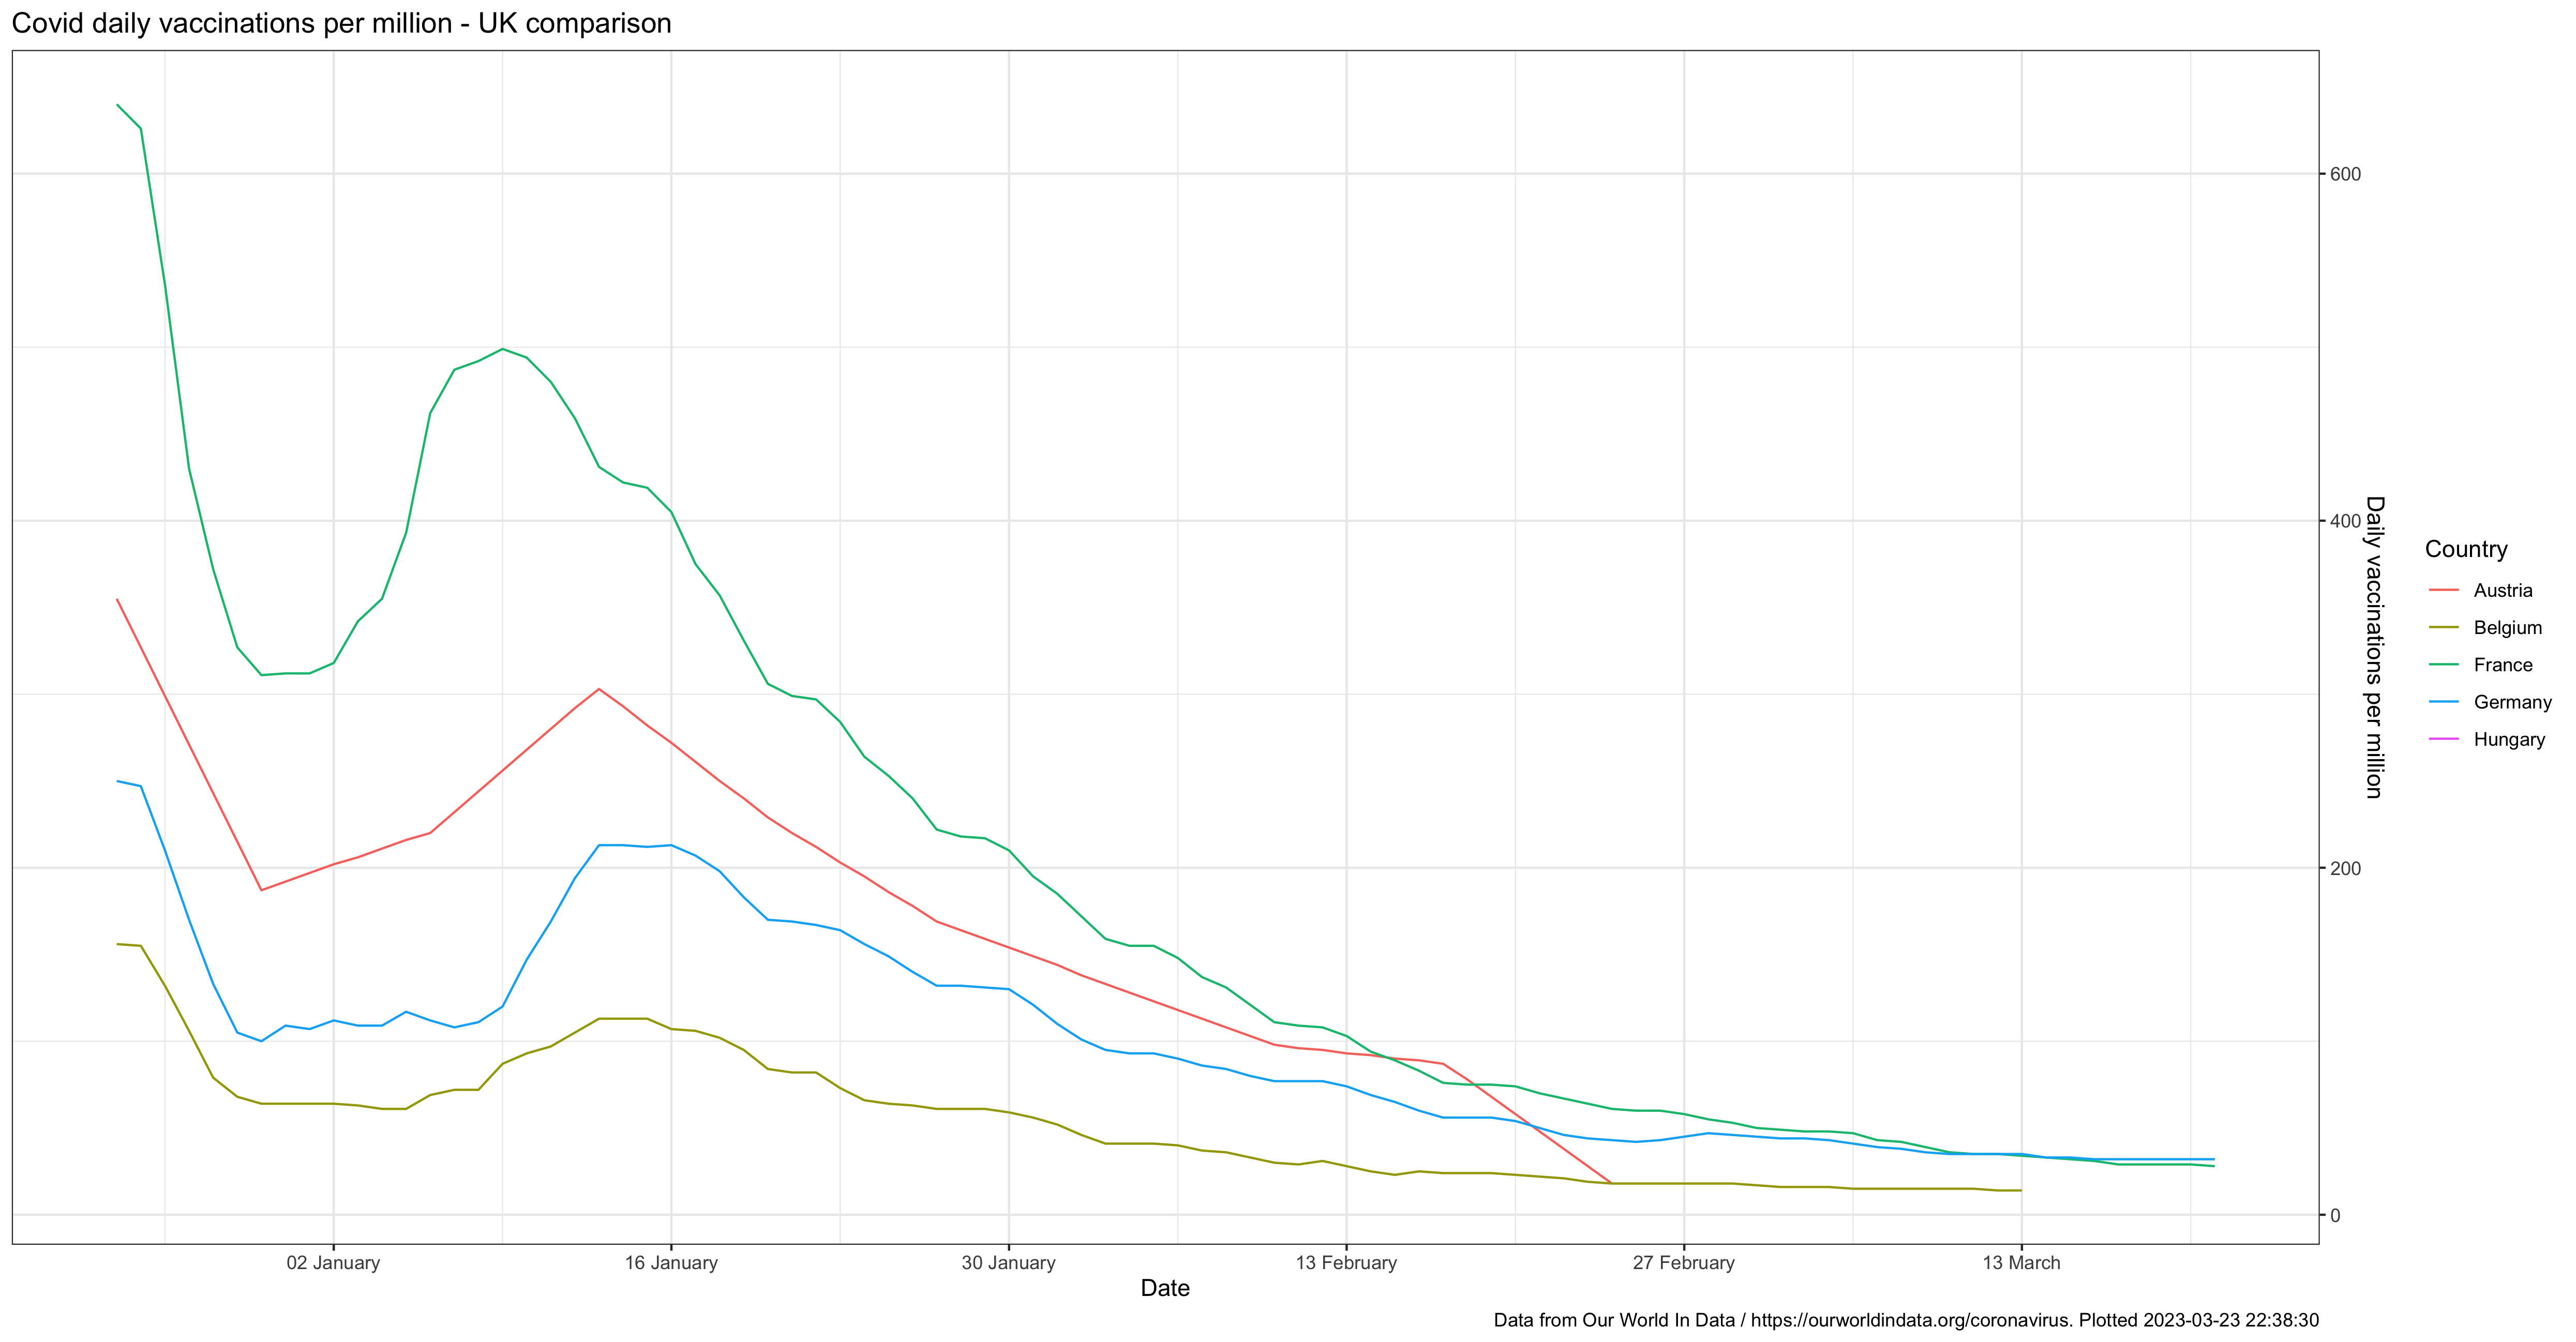 Covid daily vaccinations per million - UK comparison
600
400
200
0
Daily vaccinations per million
02 January
16 January
30 January
13 February
27 February
13 March
Date
Country
Austria
Belgium
France
Germany
Hungary
Data from Our World In Data / https://ourworldindata.org/coronavirus. Plotted 2023-03-23 22:38:30